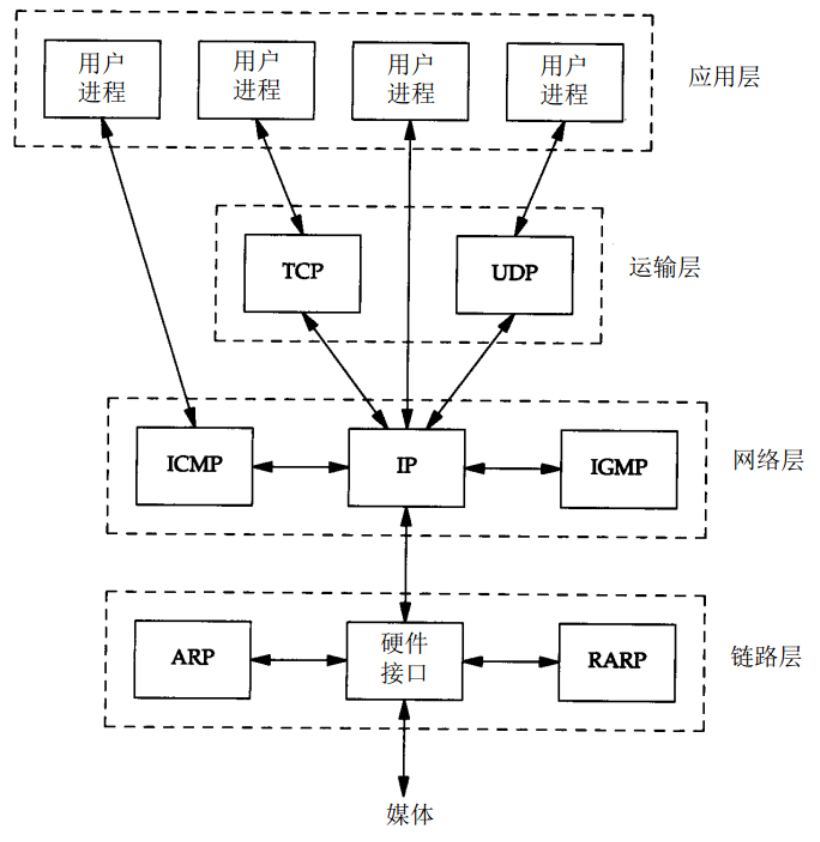 用户
进程
用户
进程
用户
进程
用户
进程
应用层
TCP
UDP
运输层
ICMP
IP
IGMP
网络层
ARP
硬件
接口
RARP
链路层
媒体